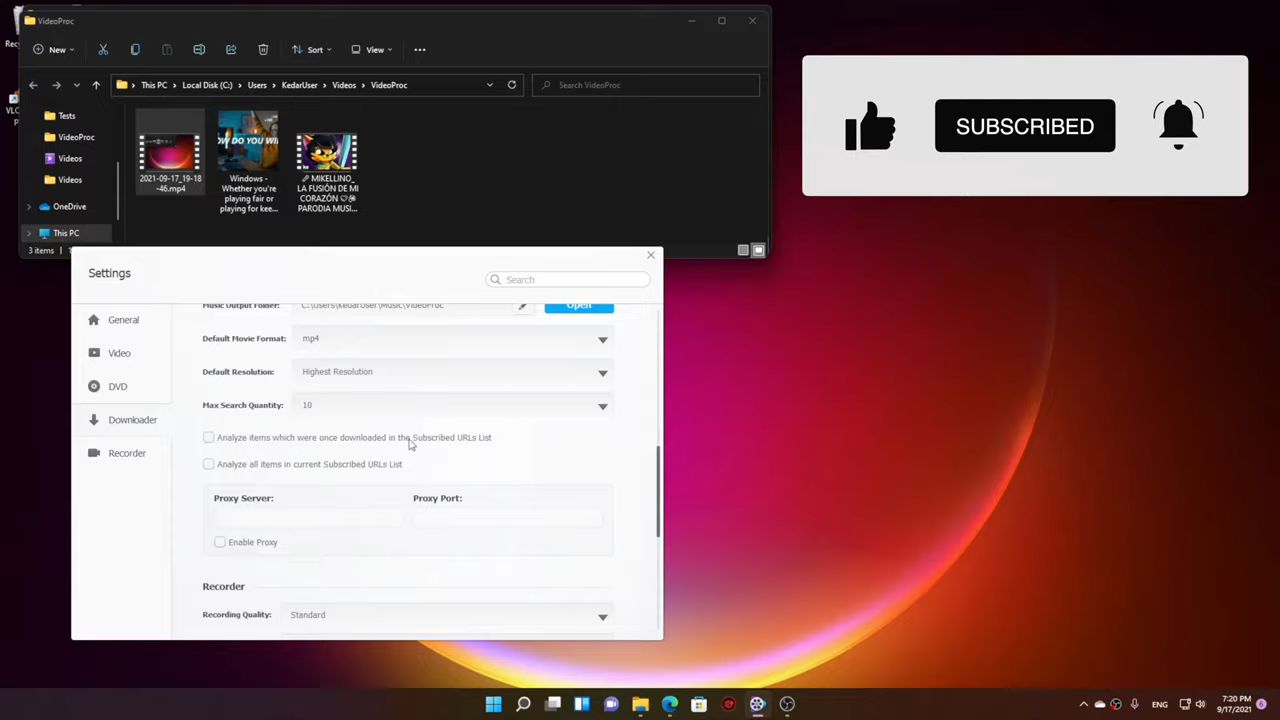 VideoProc
New
Sort
View
This PC
Local Disk (C:)
Users
KedarUser
Videos
VideoProc
Search VideoProc
Tests
VideoProc
Videos
Videos
OneDrive
This PC
2021-09-17_19-18
-46.mp4
Windows -
Whether you're
playing fair or
playing for kee...
MIKELLINO_
LA FUSIÓN DE MI
CORAZÓN
PARODIA MUSI...
3 items
SUBSCRIBED
Settings
Search
General
Video
DVD
Downloader
Recorder
Music Output Folder:
C:\Users\KedarUser\Music\VideoProc
Open
Default Movie Format:
mp4
Default Resolution:
Highest Resolution
Max Search Quantity:
10
Analyze items which were once downloaded in the Subscribed URLs List
Analyze all items in current Subscribed URLs List
Proxy Server:
Proxy Port:
Enable Proxy
Recorder
Recording Quality:
Standard
ENG
7:20 PM
9/17/2021
6